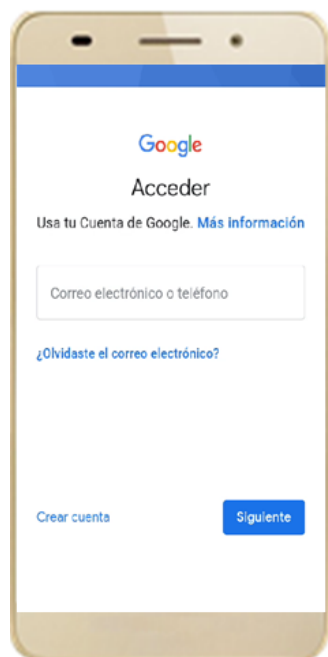 Google
Acceder
Usa tu Cuenta de Google. Más información
Correo electrónico o teléfono
¿Olvidaste el correo electrónico?
Crear cuenta
Siguiente